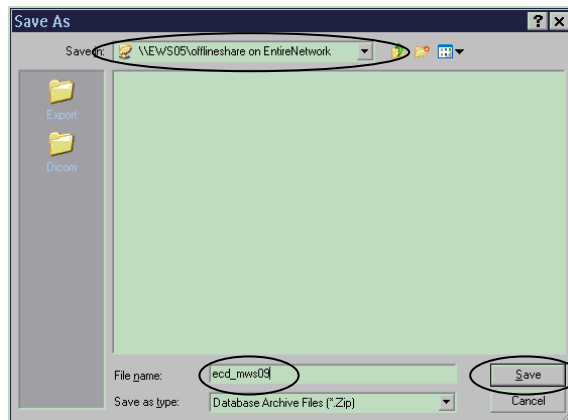 Save As
Save in: \\EWS05\offlineshare on EntireNetwork
Export
Dicom
File name: ecd_mws09
Save
Save as type: Database Archive Files (*.Zip)
Cancel